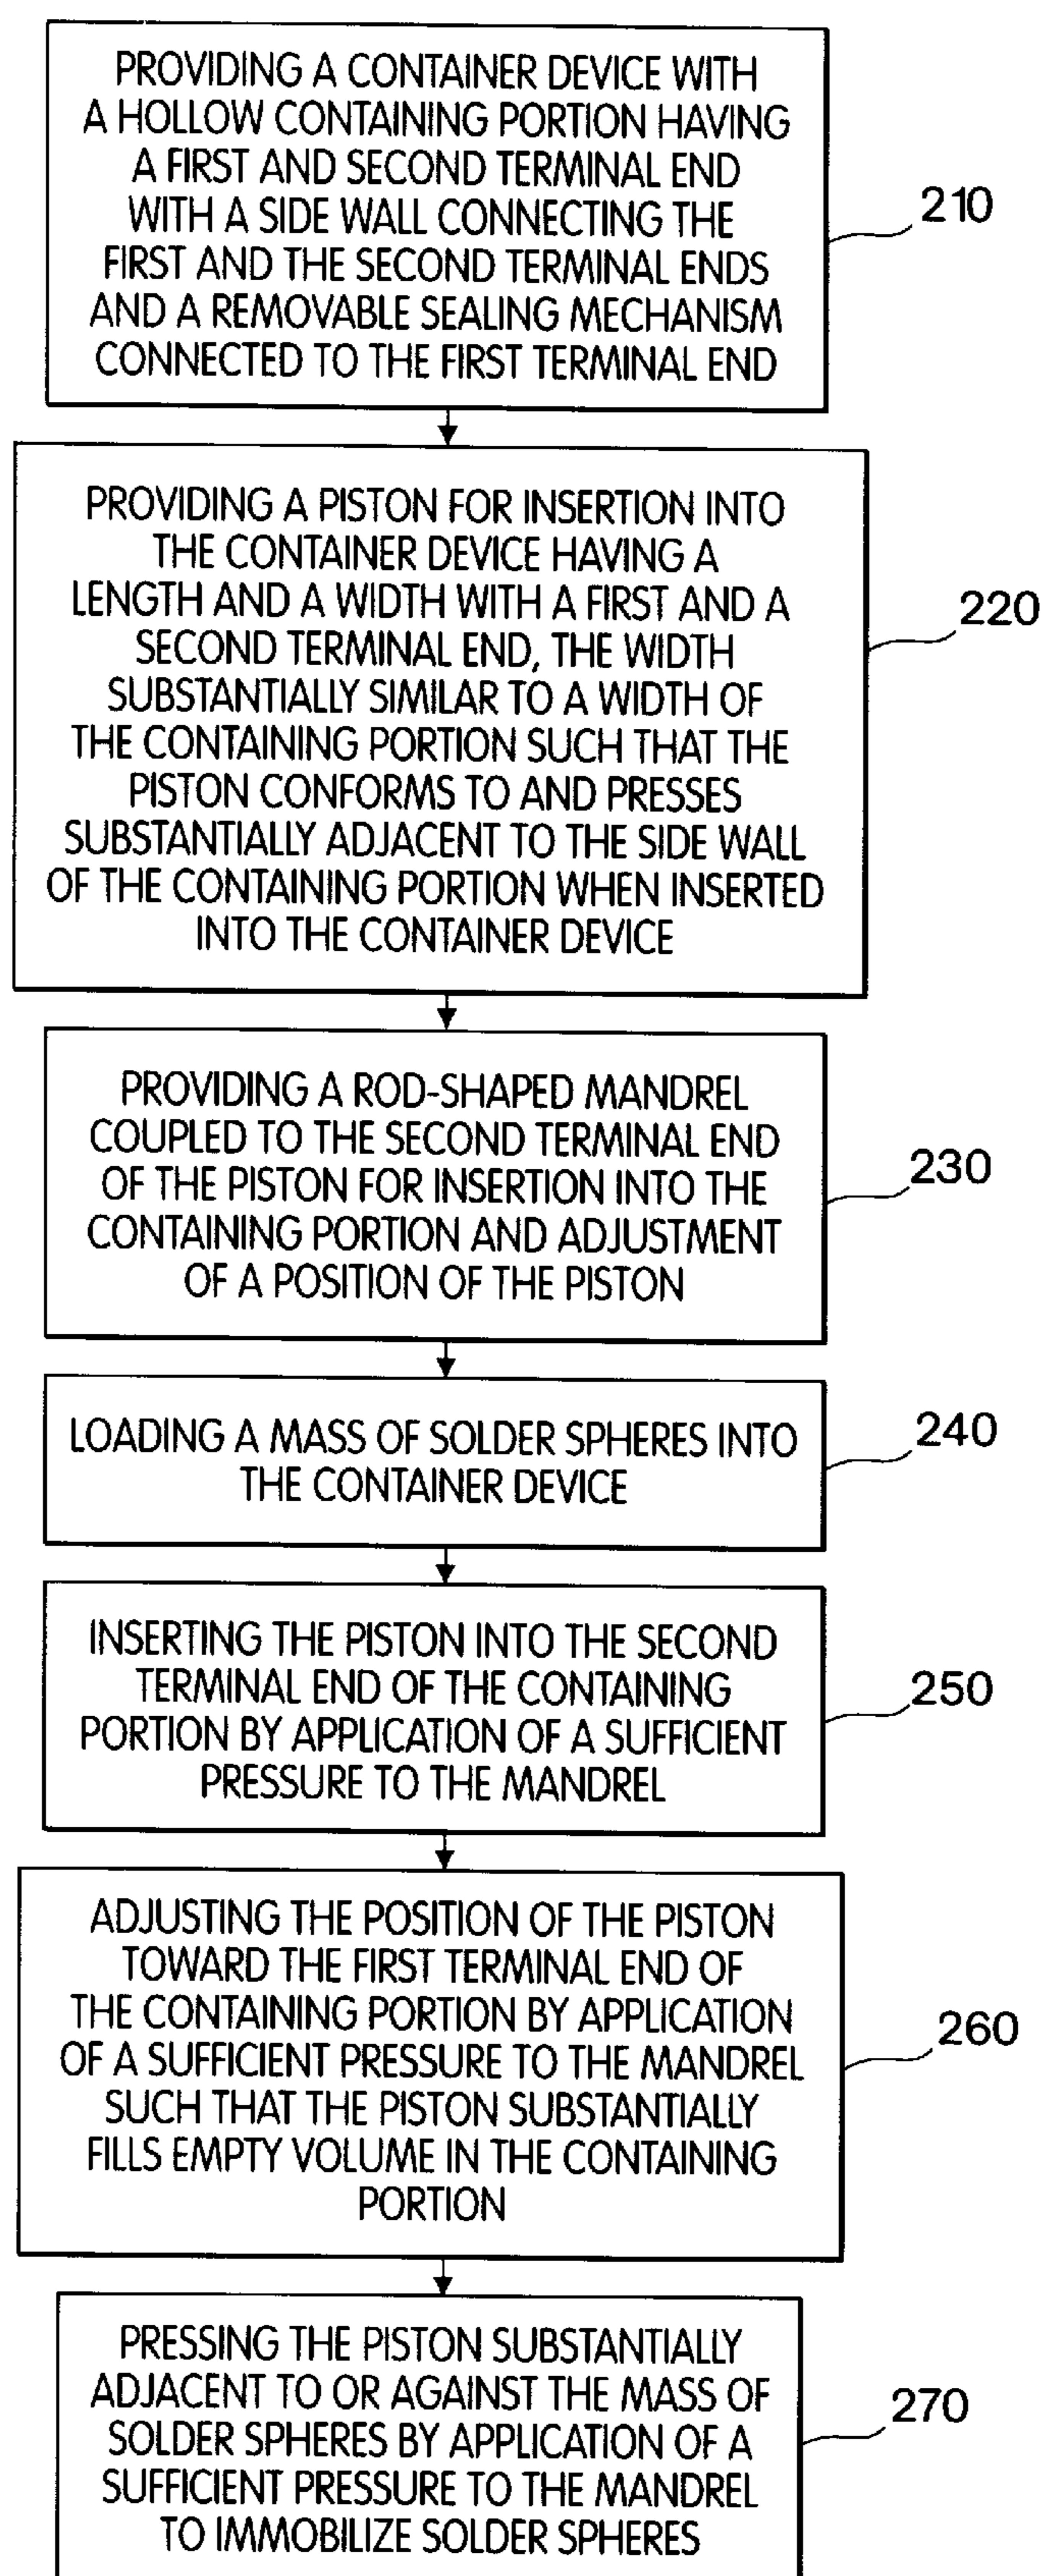 PROVIDING A CONTAINER DEVICE WITH
A HOLLOW CONTAINING PORTION HAVING
A FIRST AND SECOND TERMINAL END
WITH A SIDE WALL CONNECTING THE
FIRST AND THE SECOND TERMINAL ENDS
AND A REMOVABLE SEALING MECHANISM
CONNECTED TO THE FIRST TERMINAL END
210
PROVIDING A PISTON FOR INSERTION INTO
THE CONTAINER DEVICE HAVING A
LENGTH AND A WIDTH WITH A FIRST AND A
SECOND TERMINAL END, THE WIDTH
SUBSTANTIALLY SIMILAR TO A WIDTH OF
THE CONTAINING PORTION SUCH THAT THE
PISTON CONFORMS TO AND PRESSES
SUBSTANTIALLY ADJACENT TO THE SIDE WALL
OF THE CONTAINING PORTION WHEN INSERTED
INTO THE CONTAINER DEVICE
220
PROVIDING A ROD-SHAPED MANDREL
COUPLED TO THE SECOND TERMINAL END
OF THE PISTON FOR INSERTION INTO THE
CONTAINING PORTION AND ADJUSTMENT
OF A POSITION OF THE PISTON
230
LOADING A MASS OF SOLDER SPHERES INTO
THE CONTAINER DEVICE
240
INSERTING THE PISTON INTO THE SECOND
TERMINAL END OF THE CONTAINING
PORTION BY APPLICATION OF A SUFFICIENT
PRESSURE TO THE MANDREL
250
ADJUSTING THE POSITION OF THE PISTON
TOWARD THE FIRST TERMINAL END OF
THE CONTAINING PORTION BY APPLICATION
OF A SUFFICIENT PRESSURE TO THE MANDREL
SUCH THAT THE PISTON SUBSTANTIALLY
FILLS EMPTY VOLUME IN THE CONTAINING
PORTION
260
PRESSING THE PISTON SUBSTANTIALLY
ADJACENT TO OR AGAINST THE MASS OF
SOLDER SPHERES BY APPLICATION OF A
SUFFICIENT PRESSURE TO THE MANDREL
TO IMMOBILIZE SOLDER SPHERES
270